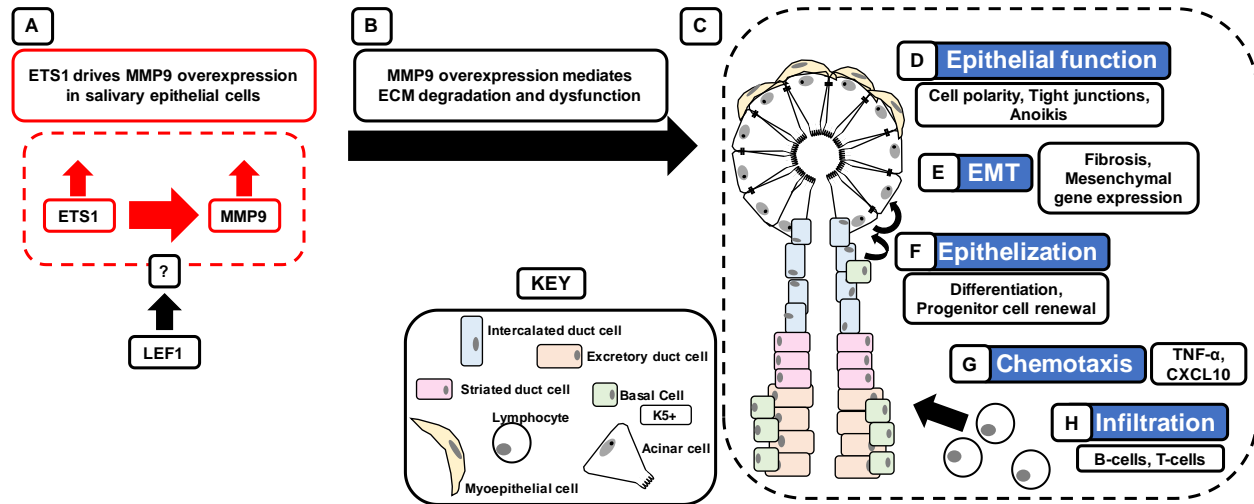 A
ETS1 drives MMP9 overexpression
in salivary epithelial cells
ETS1
MMP9
?
LEF1
B
MMP9 overexpression mediates
ECM degradation and dysfunction
KEY
Intercalated duct cell
Excretory duct cell
Striated duct cell
Basal Cell
K5+
Lymphocyte
Acinar cell
Myoepithelial cell
C
D
Epithelial function
Cell polarity, Tight junctions,
Anoikis
E
EMT
Fibrosis,
Mesenchymal
gene expression
F
Epithelization
Differentiation,
Progenitor cell renewal
G
Chemotaxis
TNF-α,
CXCL10
H
Infiltration
B-cells, T-cells